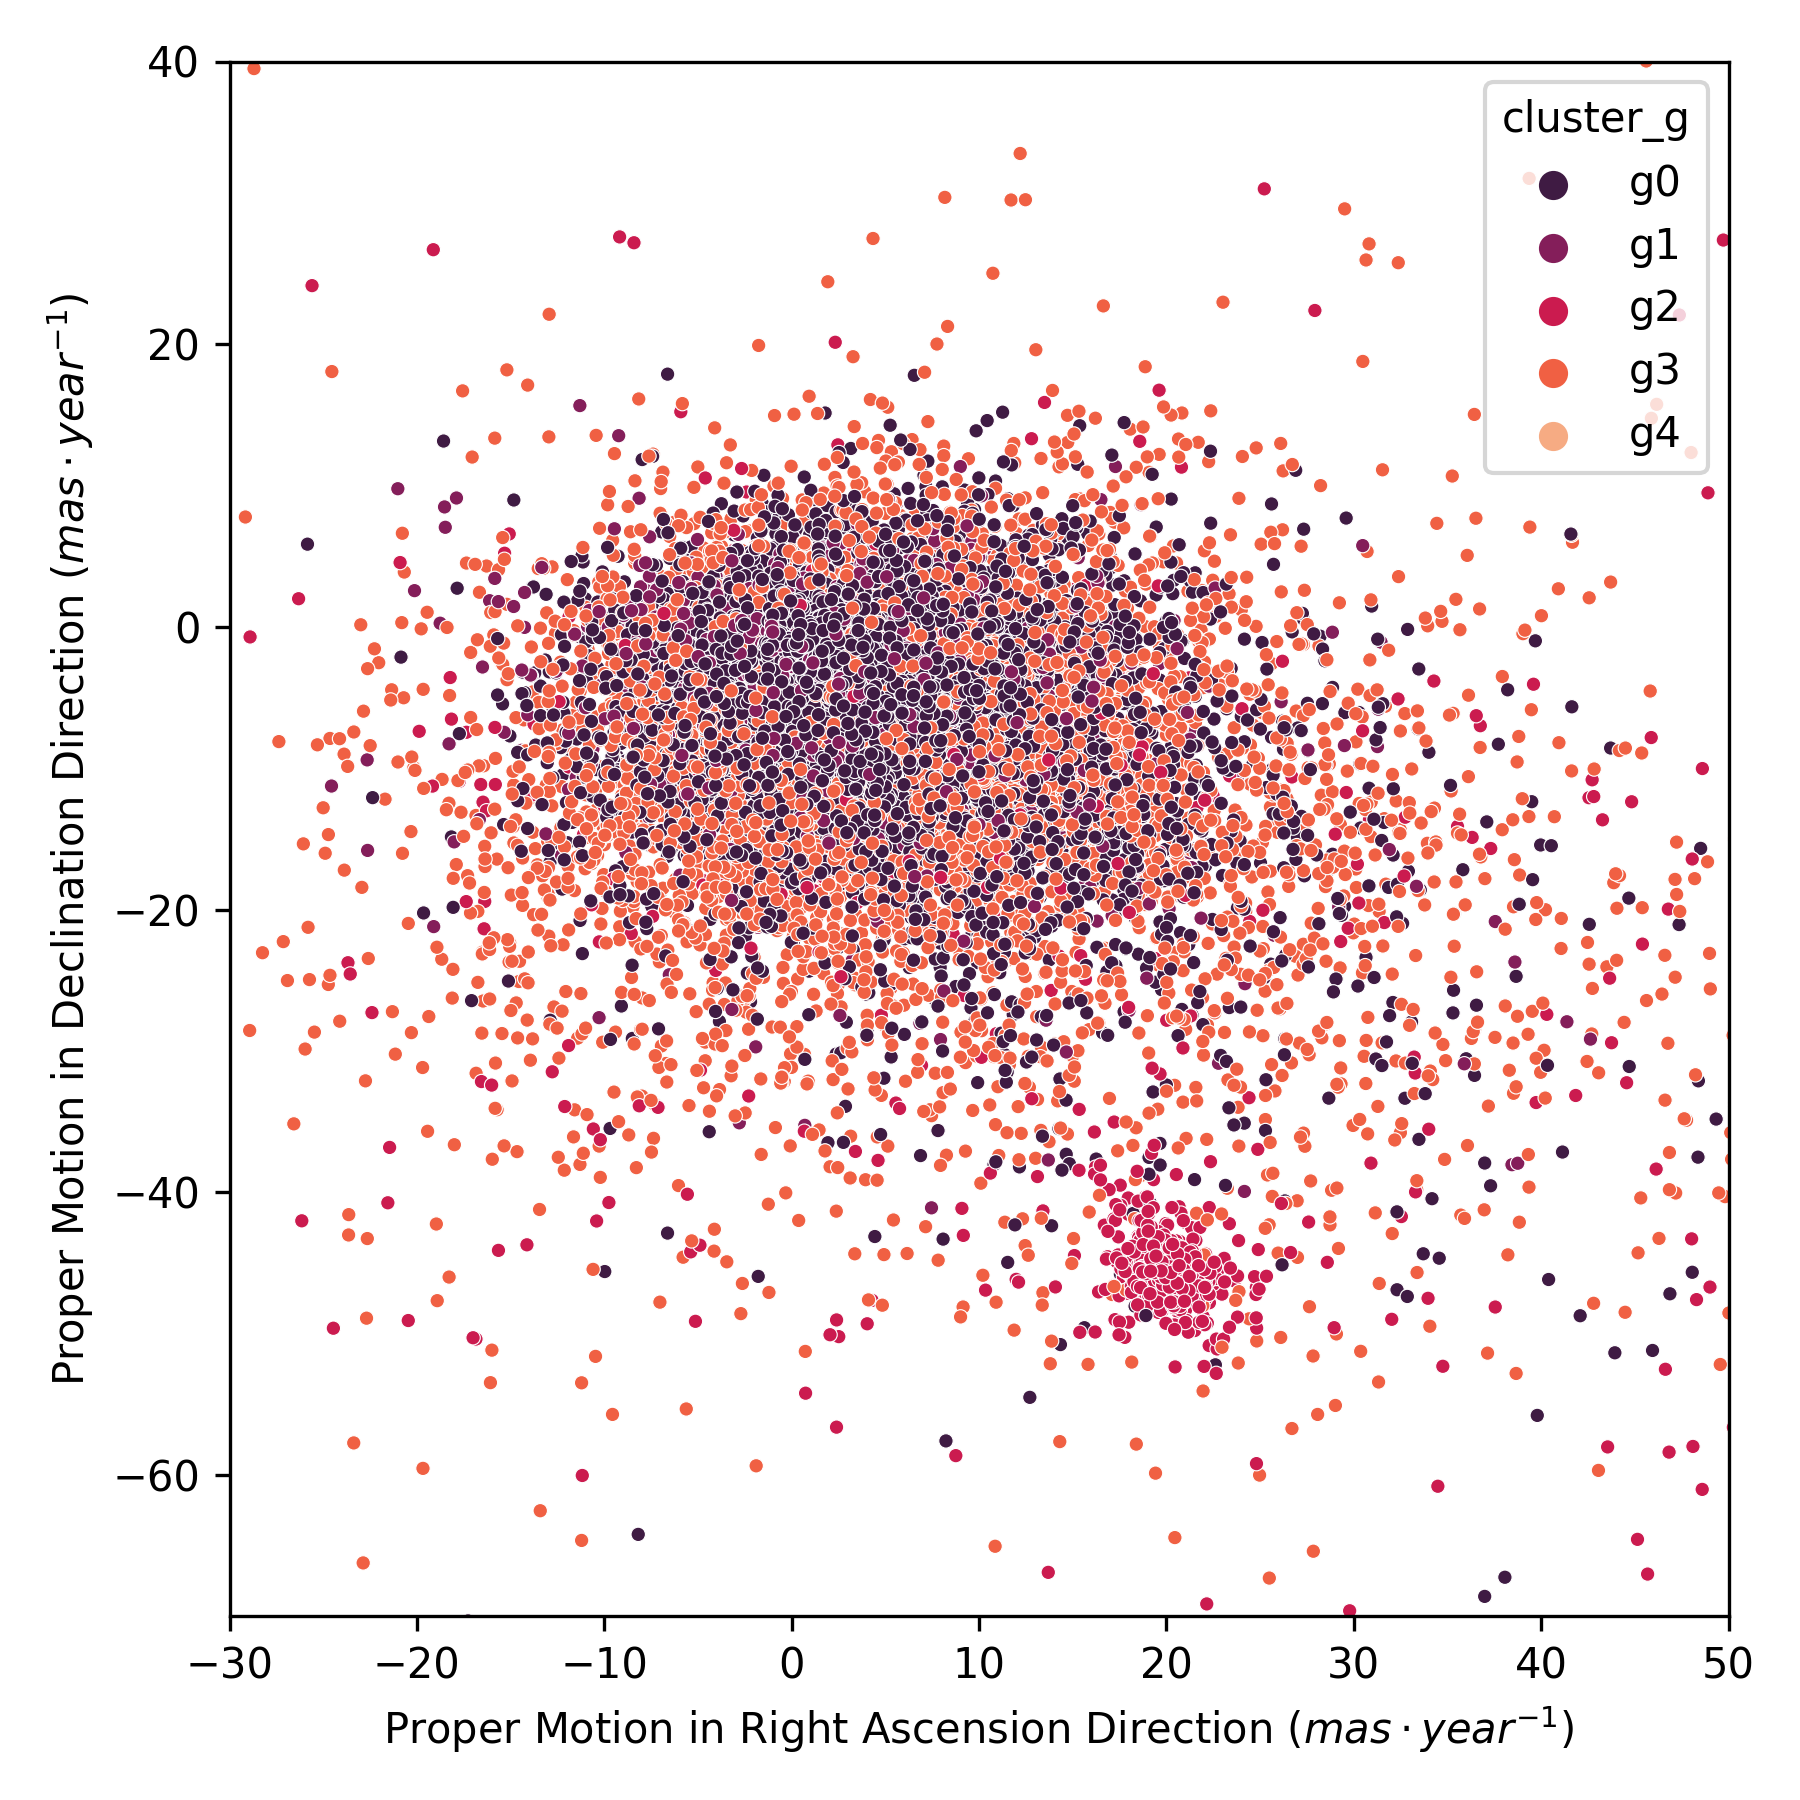 40
20
0
−20
−40
−60
Proper Motion in Declination Direction (mas · year⁻¹)
cluster_g
g0
g1
g2
g3
g4
−30 −20 −10 0 10 20 30 40 50
Proper Motion in Right Ascension Direction (mas · year⁻¹)